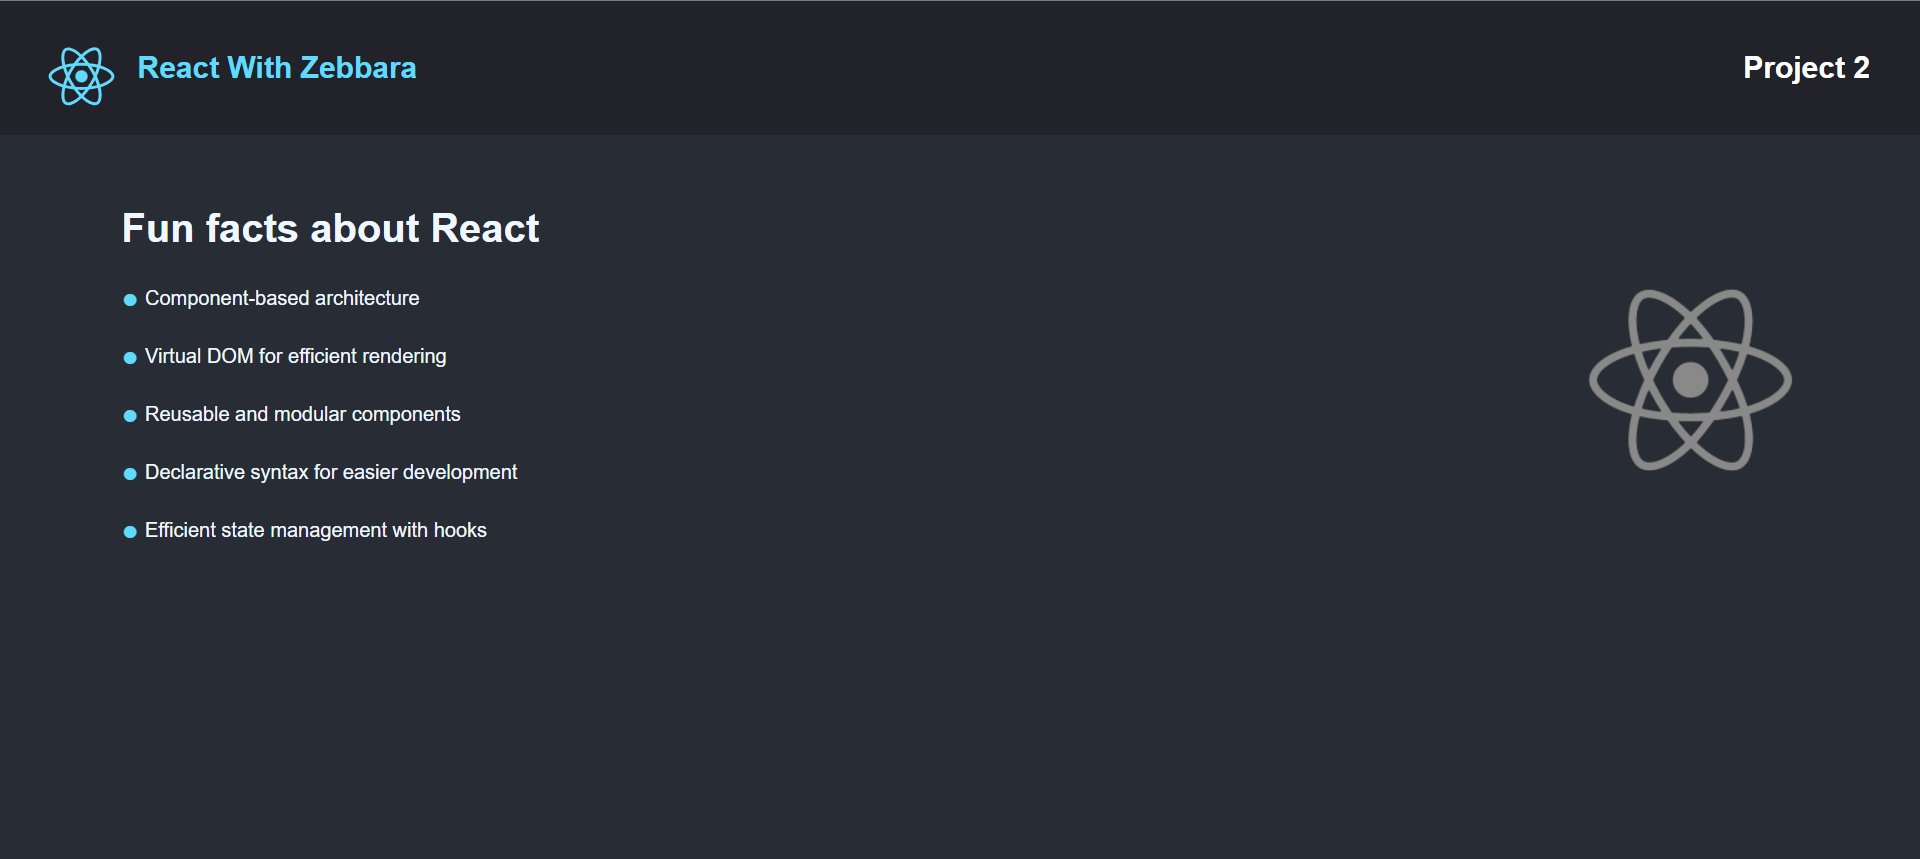 React With Zebbara
Project 2
Fun facts about React
Component-based architecture
Virtual DOM for efficient rendering
Reusable and modular components
Declarative syntax for easier development
Efficient state management with hooks